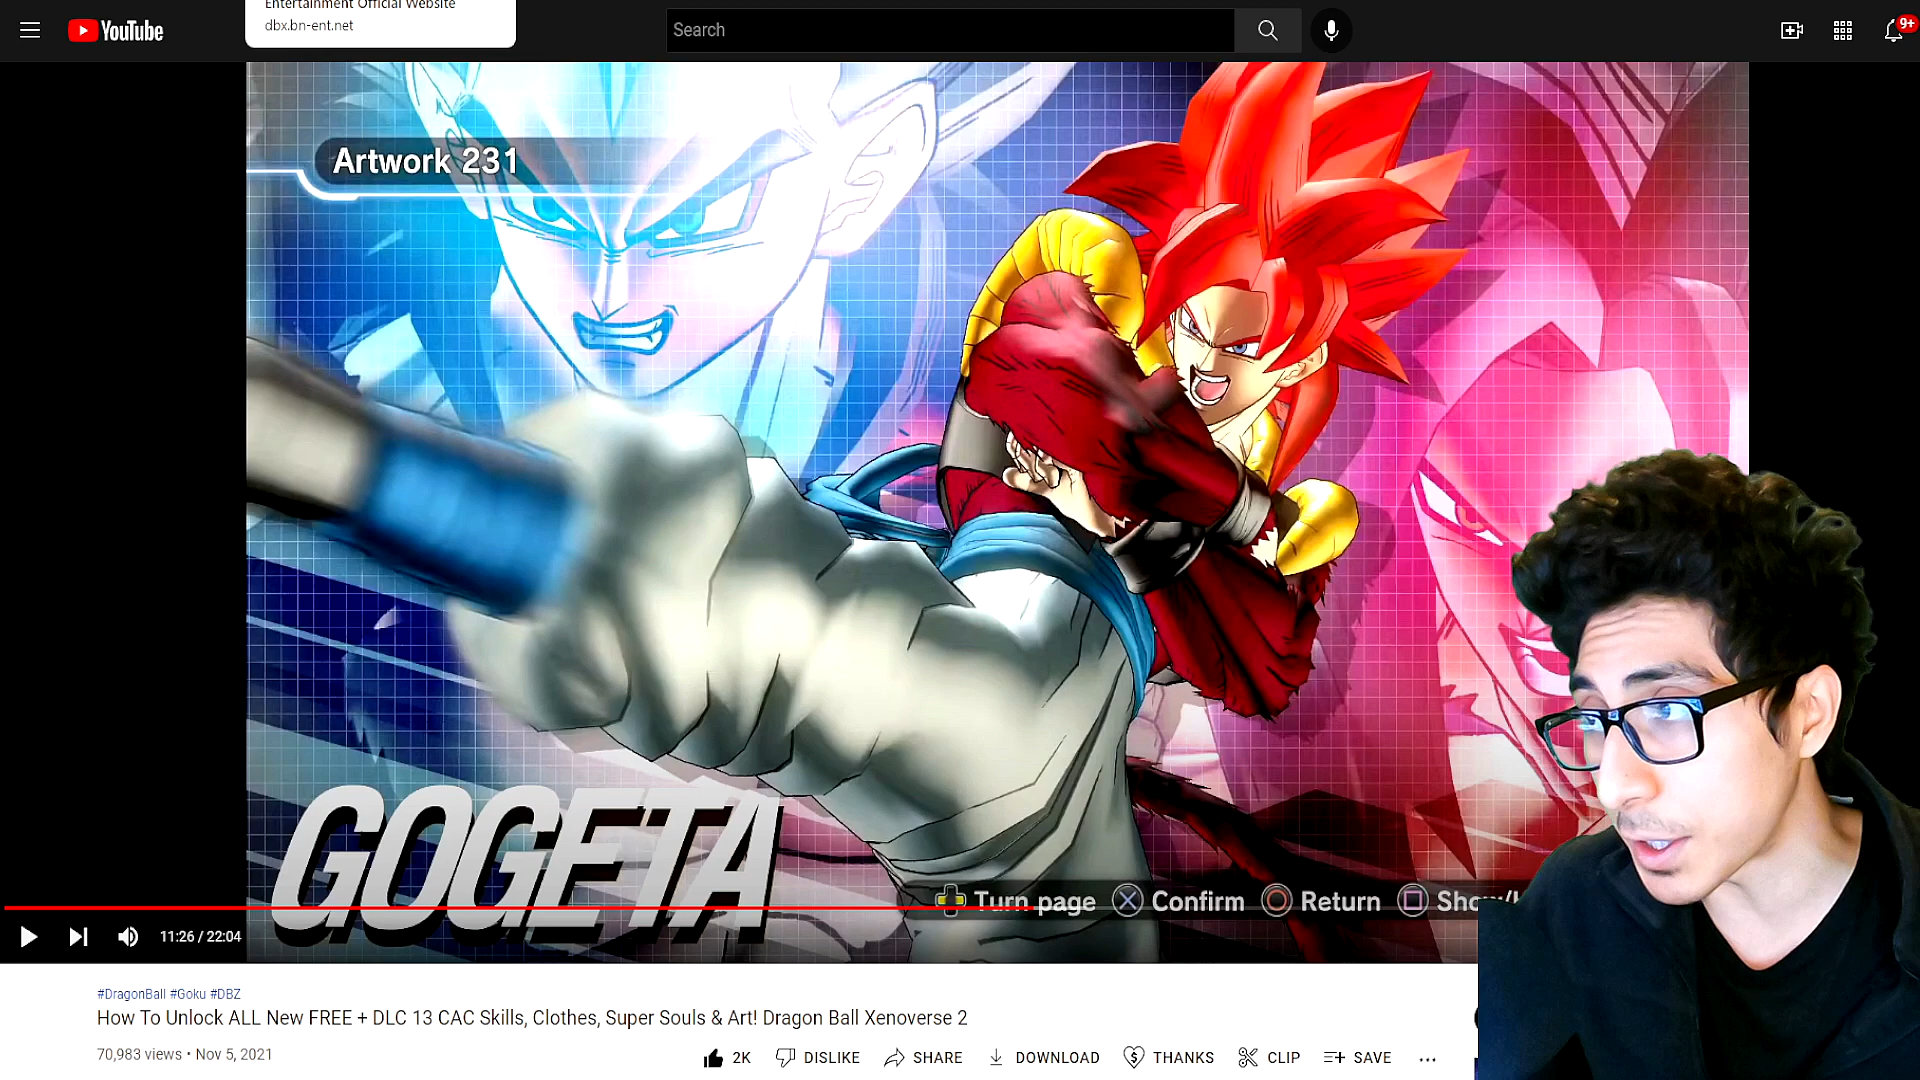 Entertainment Official Website
dbx.bn-ent.net
YouTube
Search
9+
Artwork 231
GOGETA
Turn page Confirm Return
11:26 / 22:04
#DragonBall #Goku #DBZ
How To Unlock ALL New FREE + DLC 13 CAC Skills, Clothes, Super Souls & Art! Dragon Ball Xenoverse 2
70,983 views • Nov 5, 2021
2K DISLIKE SHARE DOWNLOAD THANKS CLIP SAVE ...